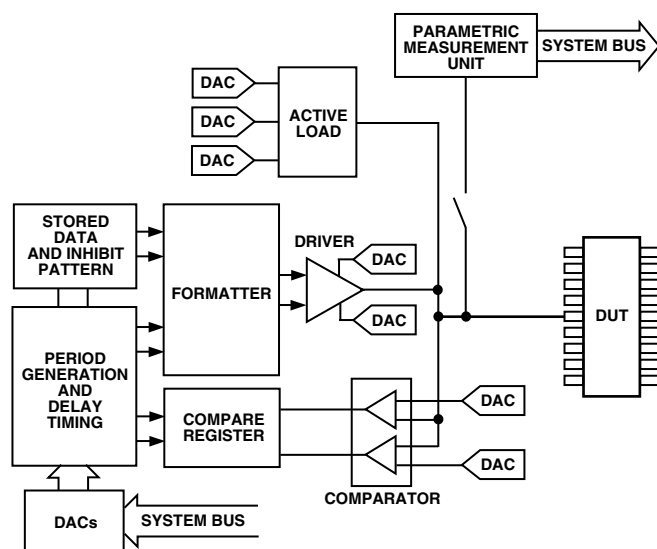 PARAMETRIC
MEASUREMENT
UNIT
SYSTEM BUS
DAC
DAC
DAC
ACTIVE
LOAD
STORED
DATA
AND INHIBIT
PATTERN
FORMATTER
DRIVER
DAC
DAC
DUT
PERIOD
GENERATION
AND
DELAY
TIMING
COMPARE
REGISTER
DAC
DAC
COMPARATOR
DACs
SYSTEM BUS